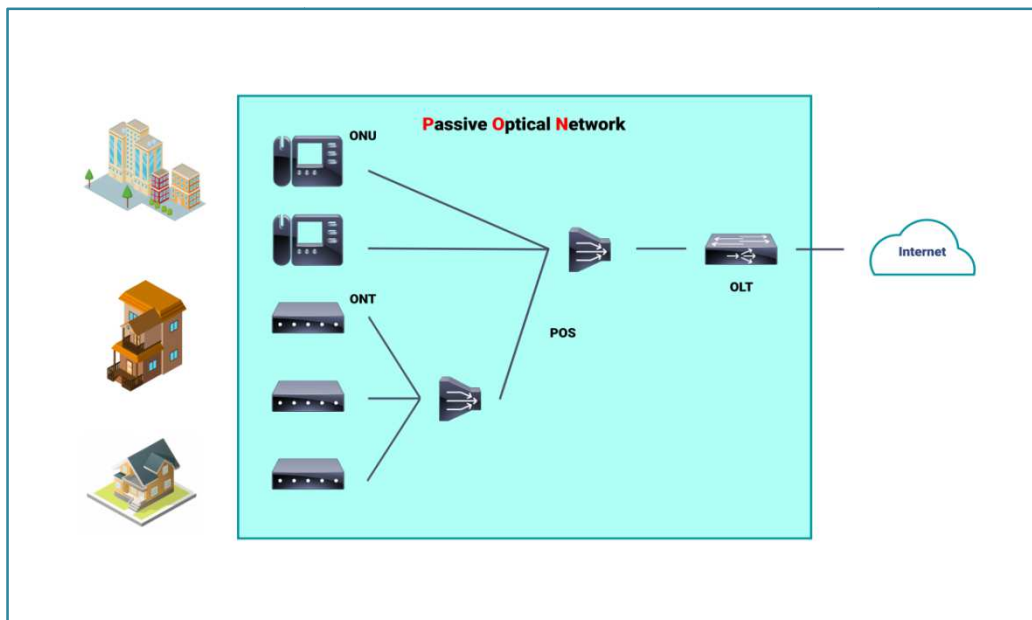 Passive Optical Network
ONU
Internet
OLT
ONT
POS